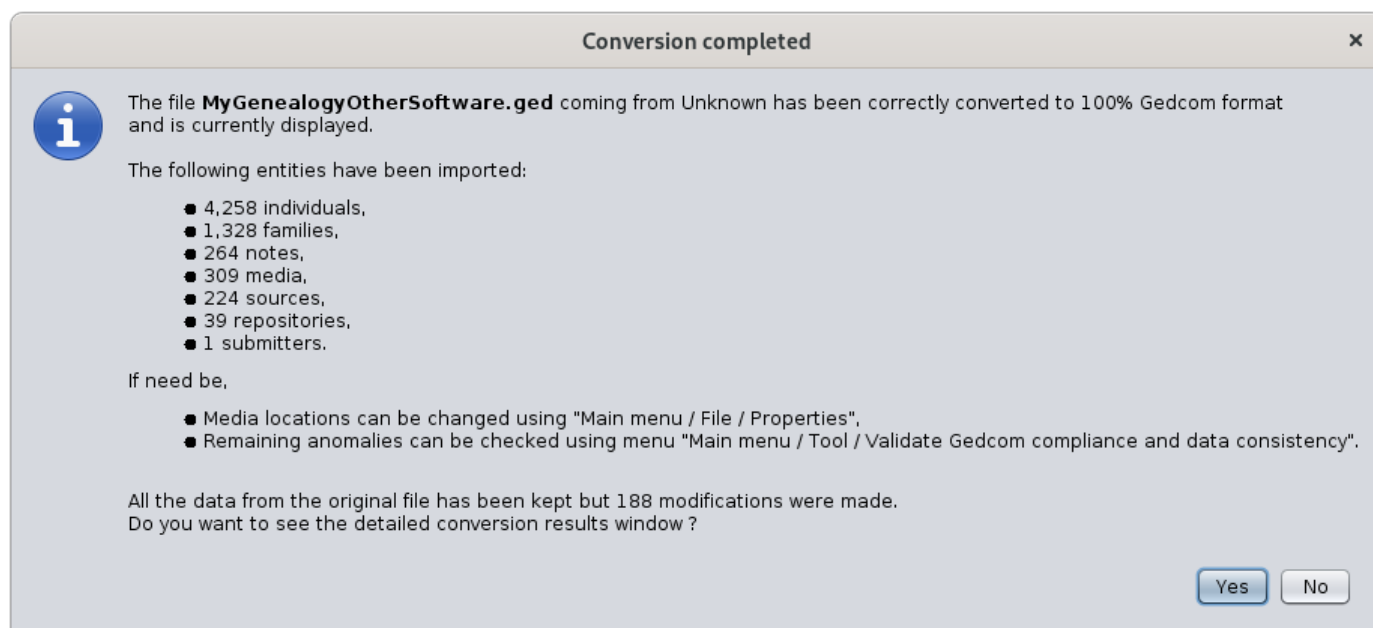 Conversion completed
The file MyGenealogyOtherSoftware.ged coming from Unknown has been correctly converted to 100% Gedcom format
and is currently displayed.
The following entities have been imported:
4,258 individuals,
1,328 families,
264 notes,
309 media,
224 sources,
39 repositories,
1 submitters.
If need be,
Media locations can be changed using "Main menu / File / Properties",
Remaining anomalies can be checked using menu "Main menu / Tool / Validate Gedcom compliance and data consistency".
All the data from the original file has been kept but 188 modifications were made.
Do you want to see the detailed conversion results window ?
Yes No